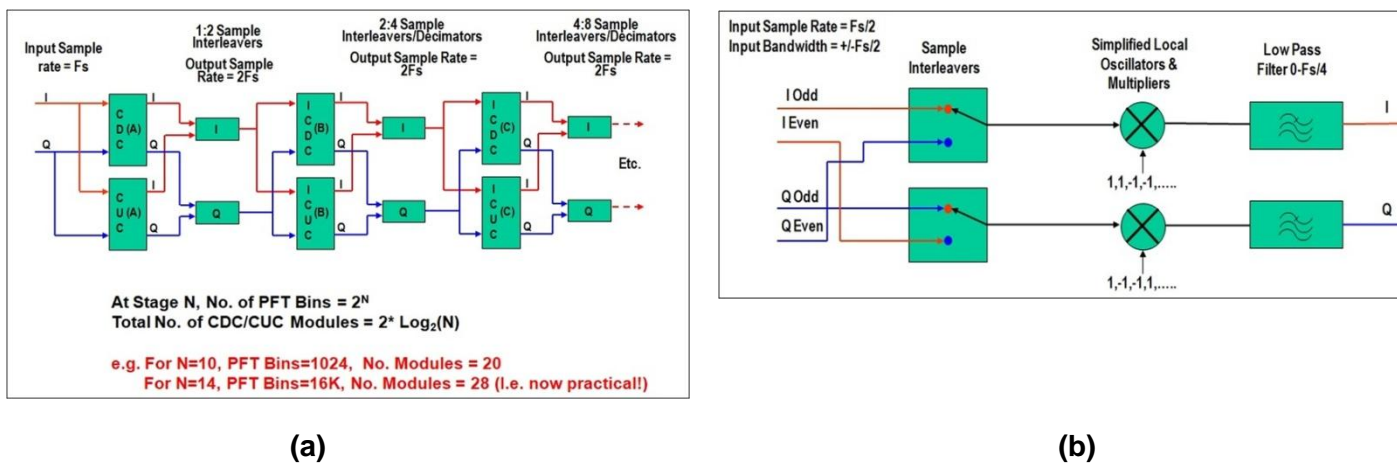 1:2 Sample
Interleavers
Output Sample
Rate = 2Fs
2:4 Sample
Interleavers/Decimators
Output Sample Rate =
2Fs
4:8 Sample
Interleavers/Decimators
Output Sample Rate =
2Fs
Input Sample
rate = Fs
I
Q
C
D (A)
C
I
Q
C
U (A)
C
I
Q
I
Q
I
C
D (B)
C
I
Q
I
C
U (B)
C
I
Q
I
Q
I
C
D (C)
C
I
Q
I
C
U (C)
C
I
Q
I
Q
Etc.
At Stage N, No. of PFT Bins = 2^N
Total No. of CDC/CUC Modules = 2* Log₂(N)
e.g. For N=10, PFT Bins=1024, No. Modules = 20
For N=14, PFT Bins=16K, No. Modules = 28 (I.e. now practical!)
(a)
Input Sample Rate = Fs/2
Input Bandwidth = +/-Fs/2
Sample
Interleavers
Simplified Local
Oscillators &
Multipliers
Low Pass
Filter 0-Fs/4
I Odd
I Even
Q Odd
Q Even
1,1,-1,-1,.....
1,-1,-1,1,.....
I
Q
(b)